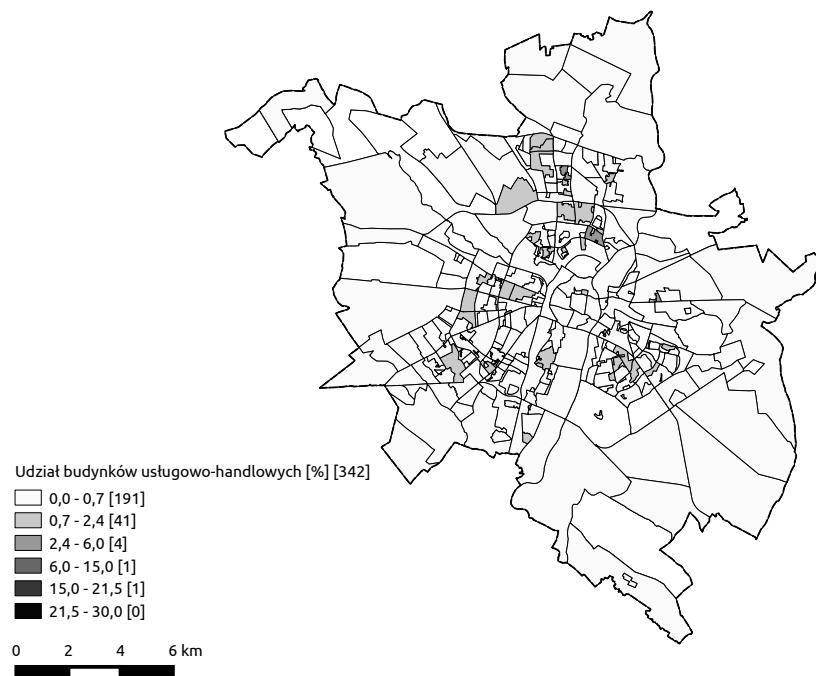 Udział budynków usługowo-handlowych [%] [342]
0,0 - 0,7 [191]
0,7 - 2,4 [41]
2,4 - 6,0 [4]
6,0 - 15,0 [1]
15,0 - 21,5 [1]
21,5 - 30,0 [0]
0 2 4 6 km